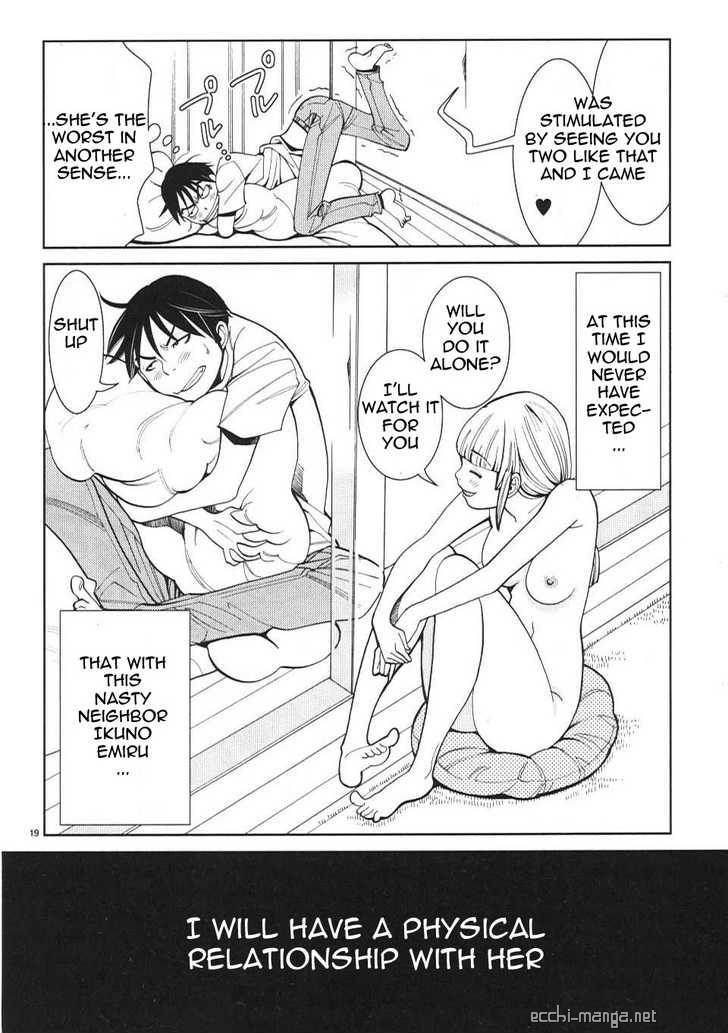 WAS
STIMULATED
BY SEEING YOU
TWO LIKE THAT
AND I CAME
♥
...SHE'S THE
WORST IN
ANOTHER
SENSE...
プルプル
AT THIS
TIME I
WOULD
NEVER
HAVE
EXPEC-
TED
...
WILL
YOU
DO IT
ALONE?
I'LL
WATCH IT
FOR
YOU
SHUT
UP
THAT WITH
THIS
NASTY
NEIGHBOR
IKUNO
EMIRU
...
19
I WILL HAVE A PHYSICAL
RELATIONSHIP WITH HER
ecchi-manga.net